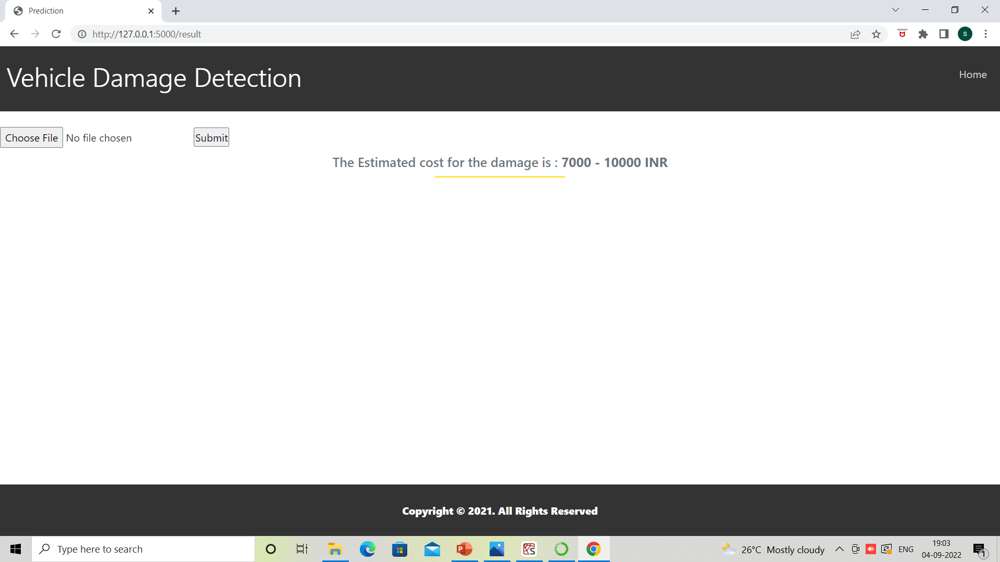 Prediction
http://127.0.0.1:5000/result
S
Vehicle Damage Detection
Home
Choose File No file chosen Submit
The Estimated cost for the damage is : 7000 - 10000 INR
Copyright © 2021. All Rights Reserved
Type here to search
26°C Mostly cloudy
ENG
19:03
04-09-2022
1